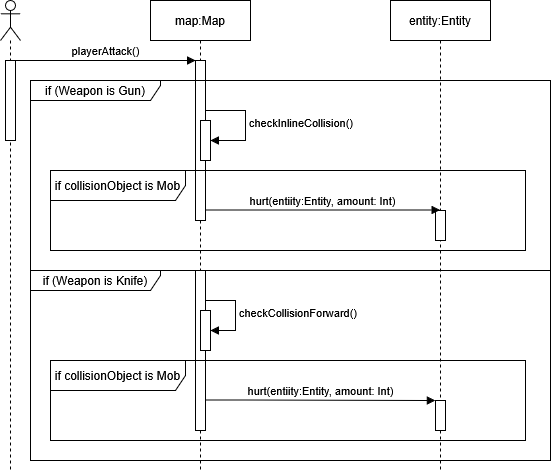 map:Map
entity:Entity
playerAttack()
if (Weapon is Gun)
checkInlineCollision()
if collisionObject is Mob
hurt(entiity:Entity, amount: Int)
if (Weapon is Knife)
checkCollisionForward()
if collisionObject is Mob
hurt(entiity:Entity, amount: Int)